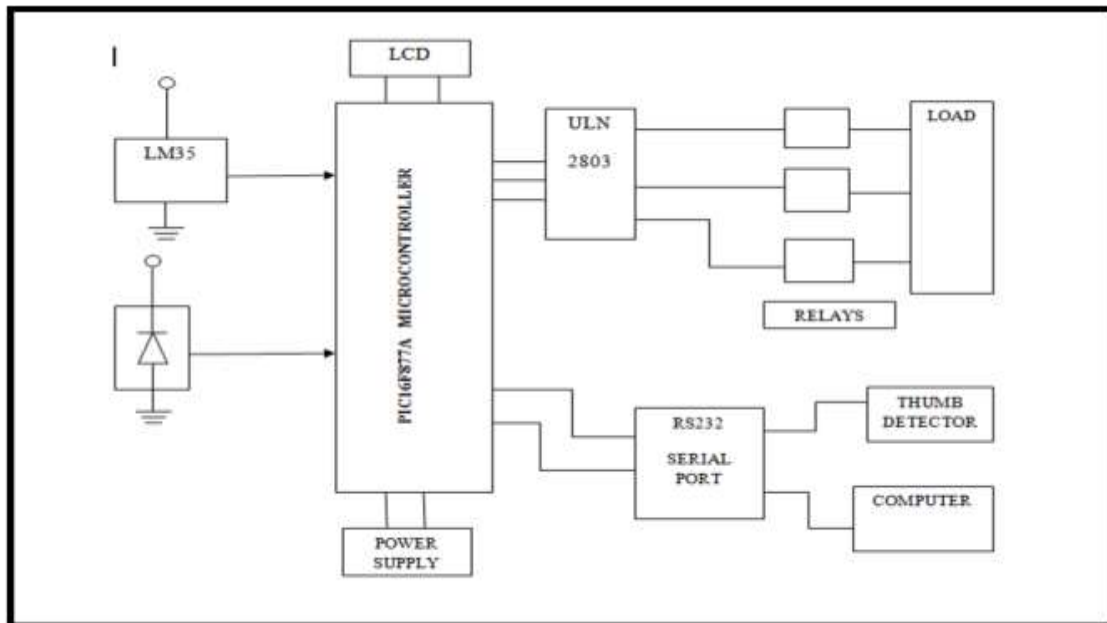 LCD
LM35
PIC16F877A MICROCONTROLLER
ULN
2803
LOAD
RELAYS
RS232
SERIAL
PORT
THUMB
DETECTOR
COMPUTER
POWER
SUPPLY